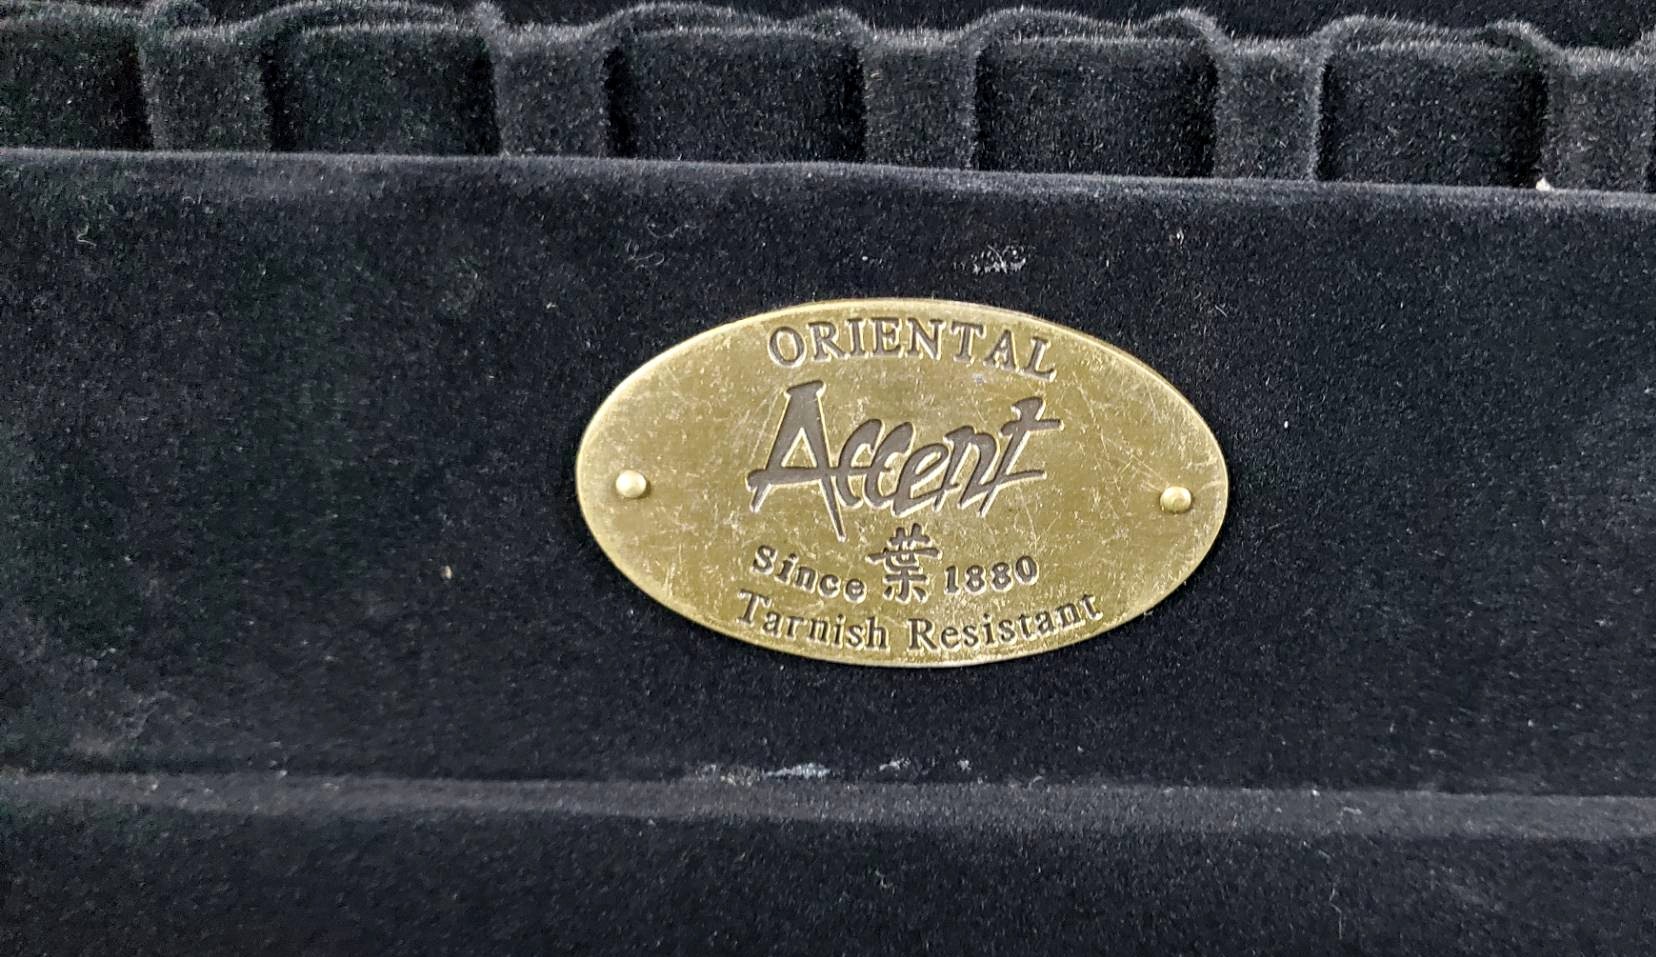 ORIENTAL
Accent
Since 葉 1880
Tarnish Resistant